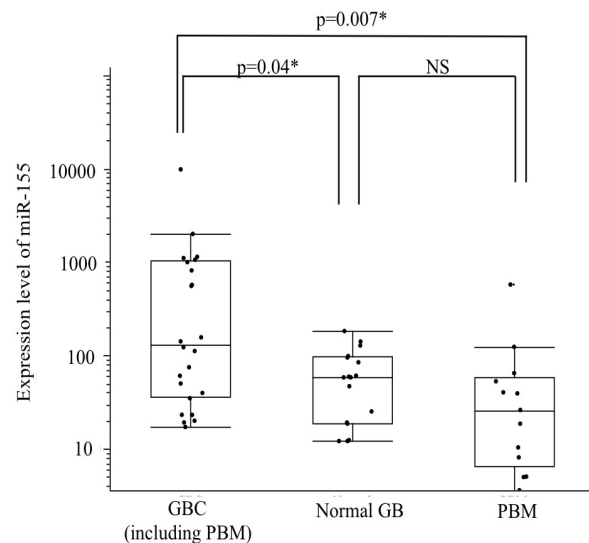 p=0.007*
p=0.04*
NS
Expression level of miR-155
10000
1000
100
10
GBC
(including PBM)
Normal GB
PBM